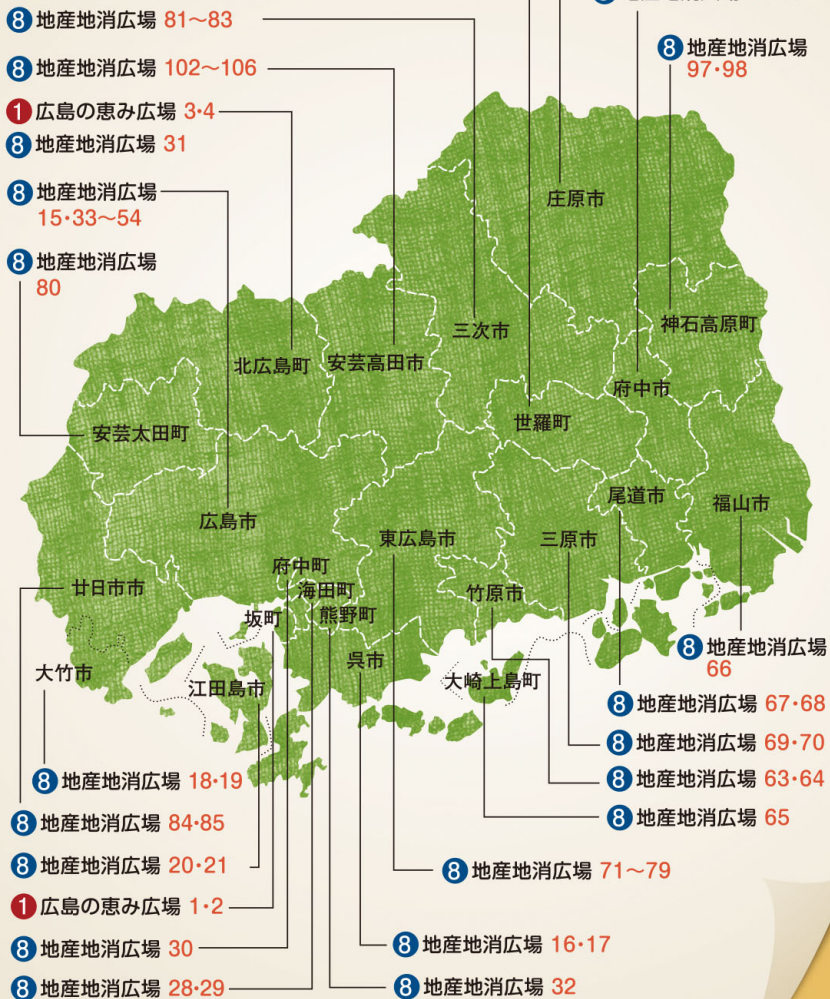 8 地産地消広場 81～83
8 地産地消広場
97・98
8 地産地消広場 102～106
1 広島の恵み広場 3・4
8 地産地消広場 31
8 地産地消広場
15・33～54
8 地産地消広場
80
庄原市
神石高原町
三次市
北広島町
安芸高田市
府中市
世羅町
安芸太田町
尾道市
福山市
広島市
東広島市
三原市
府中町
海田町
廿日市市
竹原市
坂町
熊野町
呉市
大竹市
江田島市
大崎上島町
8 地産地消広場
66
8 地産地消広場 67・68
8 地産地消広場 69・70
8 地産地消広場 63・64
8 地産地消広場 65
8 地産地消広場 18・19
8 地産地消広場 84・85
8 地産地消広場 20・21
8 地産地消広場 71～79
1 広島の恵み広場 1・2
8 地産地消広場 30
8 地産地消広場 16・17
8 地産地消広場 28・29
8 地産地消広場 32